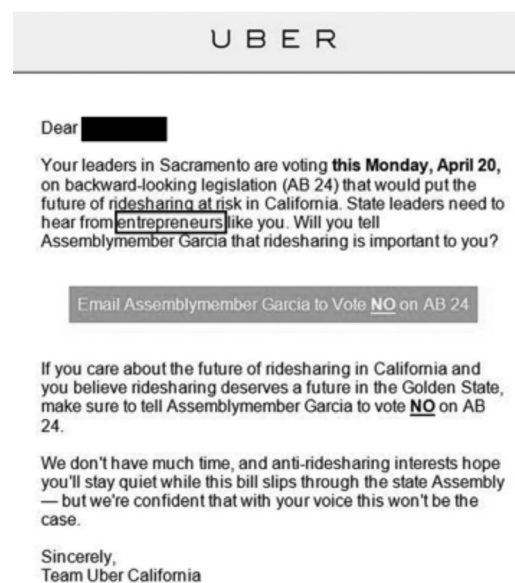 UBER
Dear
Your leaders in Sacramento are voting this Monday, April 20,
on backward-looking legislation (AB 24) that would put the
future of ridesharing at risk in California. State leaders need to
hear from entrepreneurs like you. Will you tell
Assemblymember Garcia that ridesharing is important to you?
Email Assemblymember Garcia to Vote NO on AB 24
If you care about the future of ridesharing in California and
you believe ridesharing deserves a future in the Golden State,
make sure to tell Assemblymember Garcia to vote NO on AB
24.
We don't have much time, and anti-ridesharing interests hope
you'll stay quiet while this bill slips through the state Assembly
— but we're confident that with your voice this won't be the
case.
Sincerely,
Team Uber California